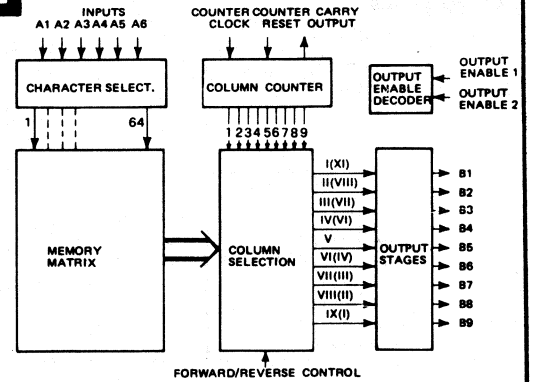 INPUTS
A1 A2 A3 A4 A5 A6
COUNTER COUNTER CARRY
CLOCK RESET OUTPUT
CHARACTER SELECT.
COLUMN COUNTER
OUTPUT
ENABLE
DECODER
OUTPUT
ENABLE 1
OUTPUT
ENABLE 2
1 64
1 2 3 4 5 6 7 8 9
MEMORY
MATRIX
COLUMN
SELECTION
I(XI)
II(VIII)
III(VII)
IV(VI)
V
VI(IV)
VII(III)
VIII(II)
IX(I)
OUTPUT
STAGES
B1
B2
B3
B4
B5
B6
B7
B8
B9
FORWARD/REVERSE CONTROL